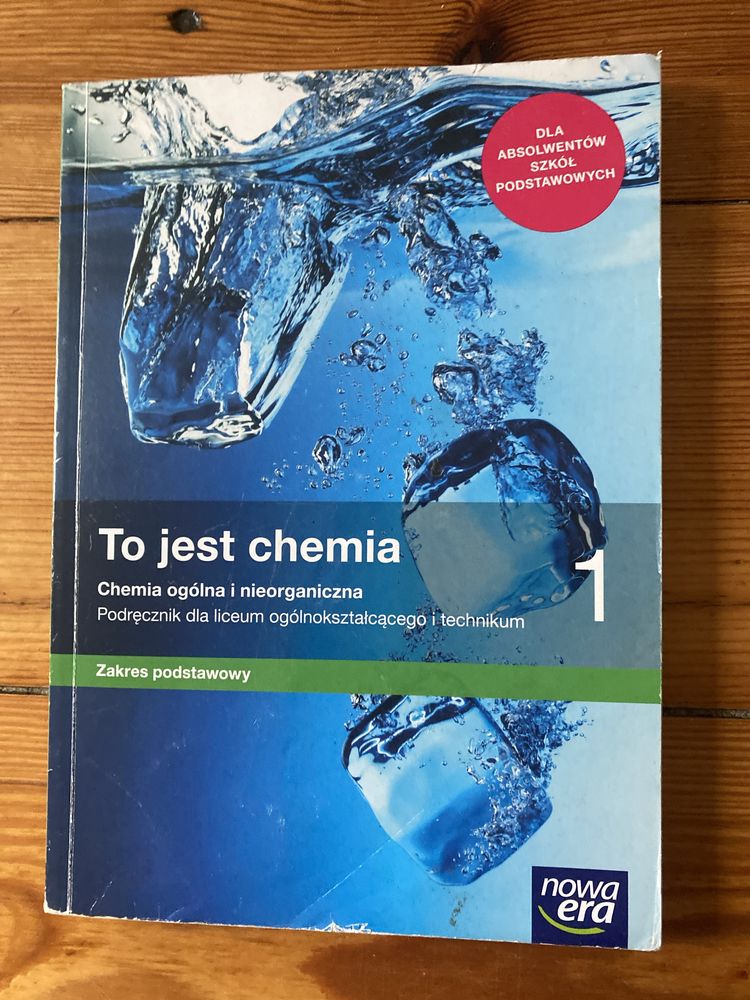 DLA
ABSOLWENTÓW
SZKÓŁ
PODSTAWOWYCH
To jest chemia
1
Chemia ogólna i nieorganiczna
Podręcznik dla liceum ogólnokształcącego i technikum
Zakres podstawowy
nowa
era